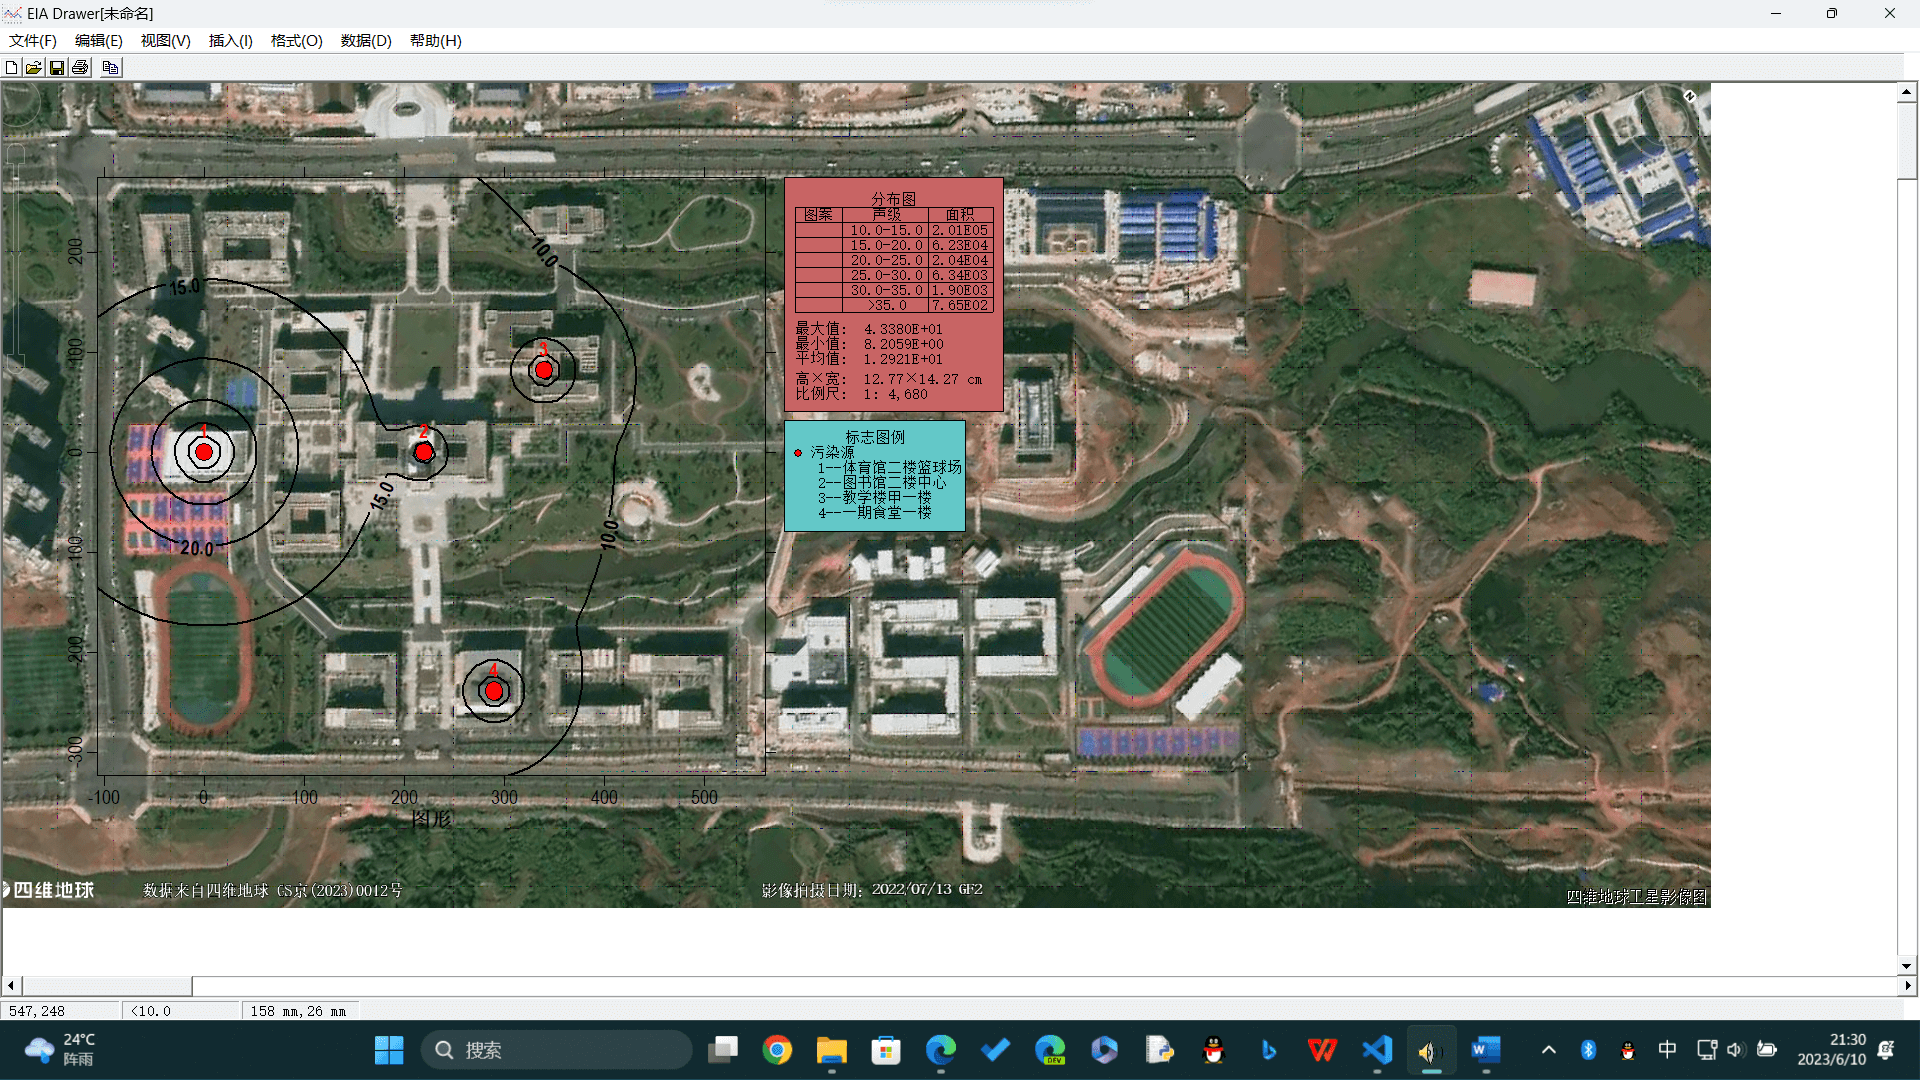 EIA Drawer[未命名]
文件(F) 编辑(E) 视图(V) 插入(I) 格式(O) 数据(D) 帮助(H)
分布图
图案 声级 面积
10.0-15.0 2.01E05
15.0-20.0 6.23E04
20.0-25.0 2.04E04
25.0-30.0 6.34E03
30.0-35.0 1.90E03
>35.0 7.65E02
最大值: 4.3380E+01
最小值: 8.2059E+00
平均值: 1.2921E+01
高×宽: 12.77×14.27 cm
比例尺: 1: 4,680
标志图例
污染源
1--体育馆二楼篮球场
2--图书馆二楼中心
3--教学楼甲一楼
4--一期食堂一楼
N
200
100
0
-100
-200
-300
10.0
15.0
3
1
2
15.0
10.0
20.0
4
-100 0 100 200 300 400 500
图形
四维地球 数据来自四维地球 GS京(2023)0012号 影像拍摄日期: 2022/07/13 GF2 四维地球卫星影像图
547,248 <10.0 158 mm,26 mm
24°C
阵雨
搜索
DEV
中
21:30
2023/6/10